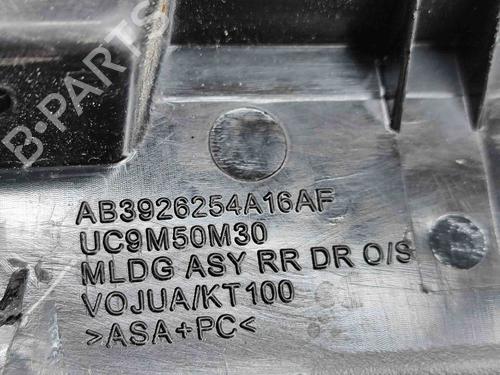 B-PARTS
AB3926254A16AF
UC9M50M30
MLDG ASY RR DR O/S
VOJUA/KT100
>ASA+PC<